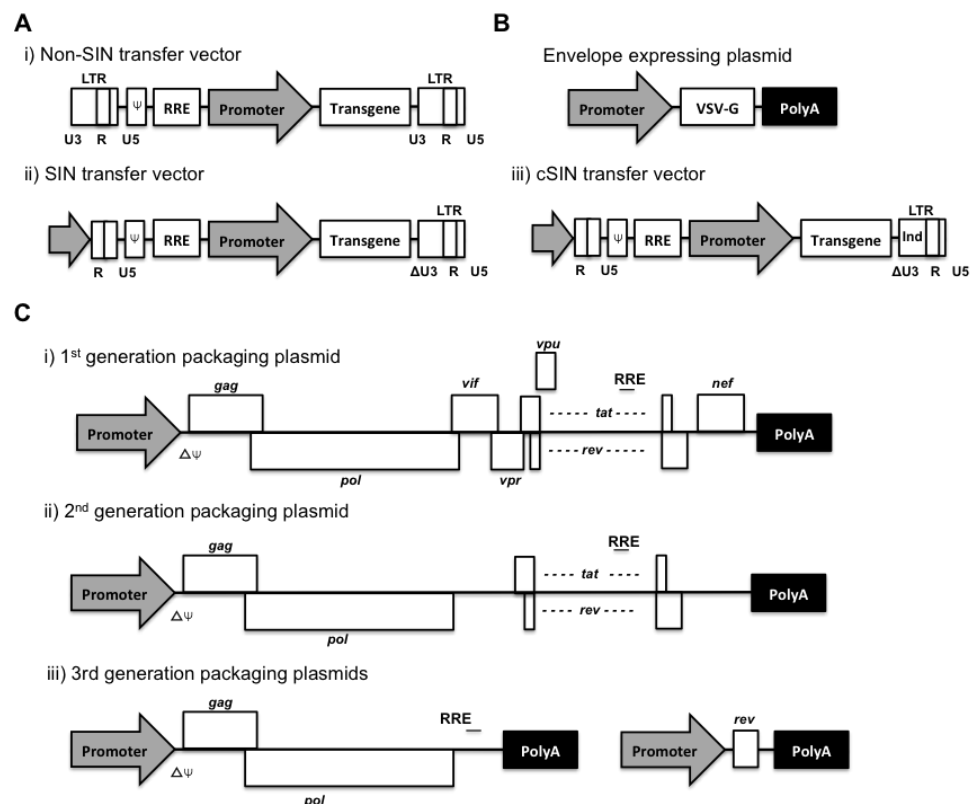 A
i) Non-SIN transfer vector
LTR LTR
Ψ RRE Promoter Transgene
U3 R U5 U3 R U5
ii) SIN transfer vector
LTR
Ψ RRE Promoter Transgene
R U5 ΔU3 R U5
B
Envelope expressing plasmid
Promoter VSV-G PolyA
iii) cSIN transfer vector
LTR
Ψ RRE Promoter Transgene Ind
R U5 ΔU3 R U5
C
i) 1st generation packaging plasmid
vpu
gag vif RRE nef
Promoter tat PolyA
ΔΨ rev
pol vpr
ii) 2nd generation packaging plasmid
gag RRE
Promoter tat PolyA
ΔΨ rev
pol
iii) 3rd generation packaging plasmids
gag RRE rev
Promoter PolyA Promoter PolyA
ΔΨ
pol